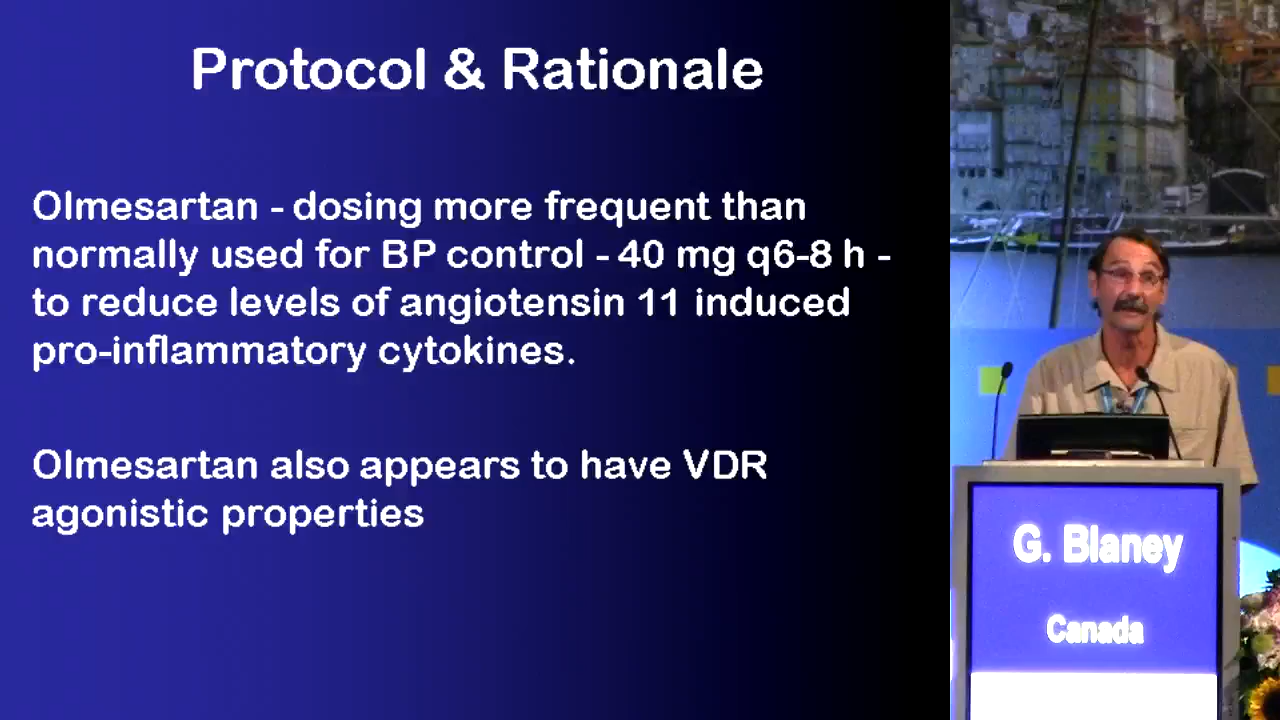 Protocol & Rationale
Olmesartan - dosing more frequent than
normally used for BP control - 40 mg q6-8 h -
to reduce levels of angiotensin 11 induced
pro-inflammatory cytokines.
Olmesartan also appears to have VDR
agonistic properties
G. Blaney
Canada